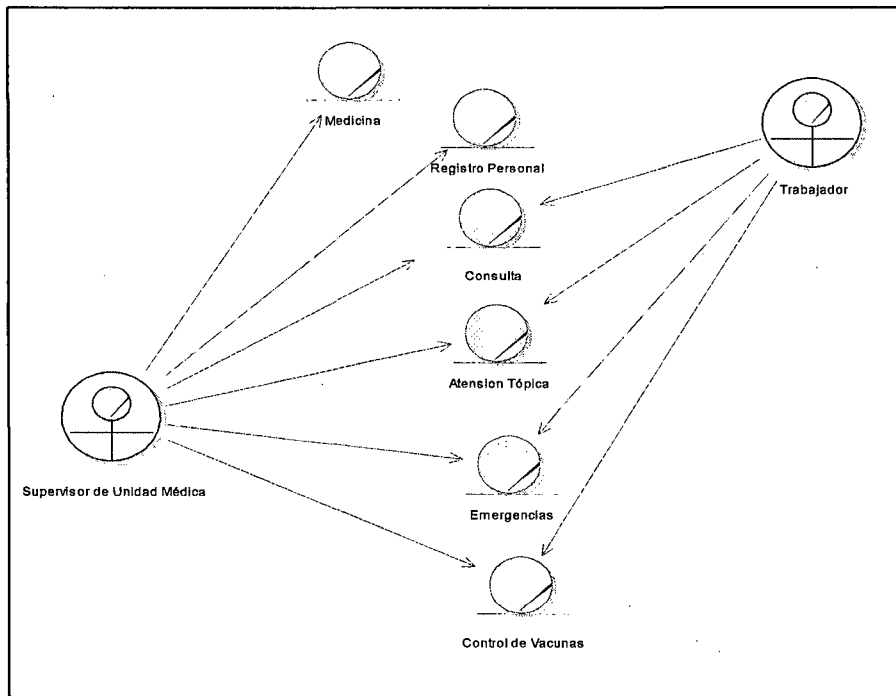 Medicina
Registro Personal
Trabajador
Consulta
Atension Tópica
Supervisor de Unidad Médica
Emergencias
Control de Vacunas